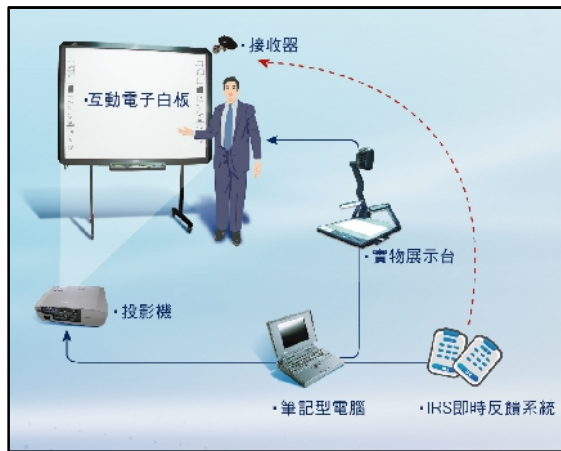 ·接收器
·互動電子白板
·實物展示台
·投影機
·筆記型電腦
·IRS即時反饋系統